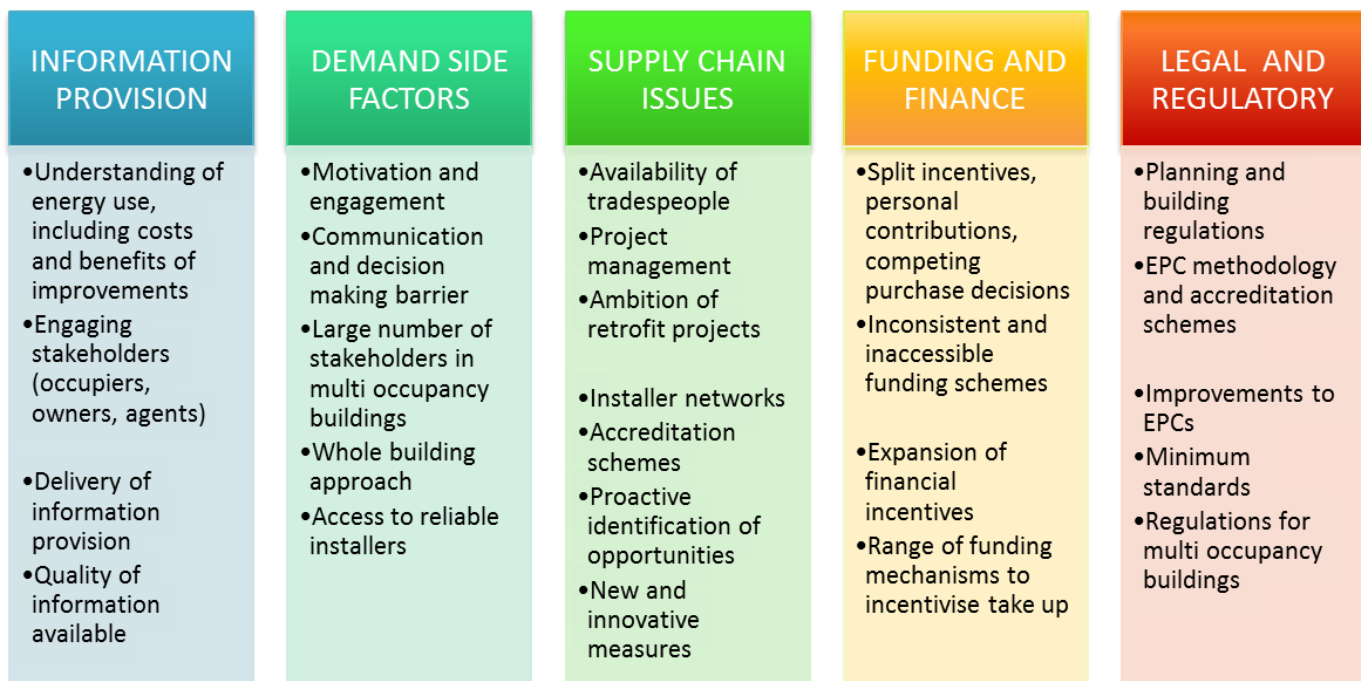 INFORMATION
PROVISION
•Understanding of
energy use,
including costs
and benefits of
improvements
•Engaging
stakeholders
(occupiers,
owners, agents)
•Delivery of
information
provision
•Quality of
information
available
DEMAND SIDE
FACTORS
•Motivation and
engagement
•Communication
and decision
making barrier
•Large number of
stakeholders in
multi occupancy
buildings
•Whole building
approach
•Access to reliable
installers
SUPPLY CHAIN
ISSUES
•Availability of
tradespeople
•Project
management
•Ambition of
retrofit projects
•Installer networks
•Accreditation
schemes
•Proactive
identification of
opportunities
•New and
innovative
measures
FUNDING AND
FINANCE
•Split incentives,
personal
contributions,
competing
purchase decisions
•Inconsistent and
inaccessible
funding schemes
•Expansion of
financial
incentives
•Range of funding
mechanisms to
incentivise take up
LEGAL AND
REGULATORY
•Planning and
building
regulations
•EPC methodology
and accreditation
schemes
•Improvements to
EPCs
•Minimum
standards
•Regulations for
multi occupancy
buildings